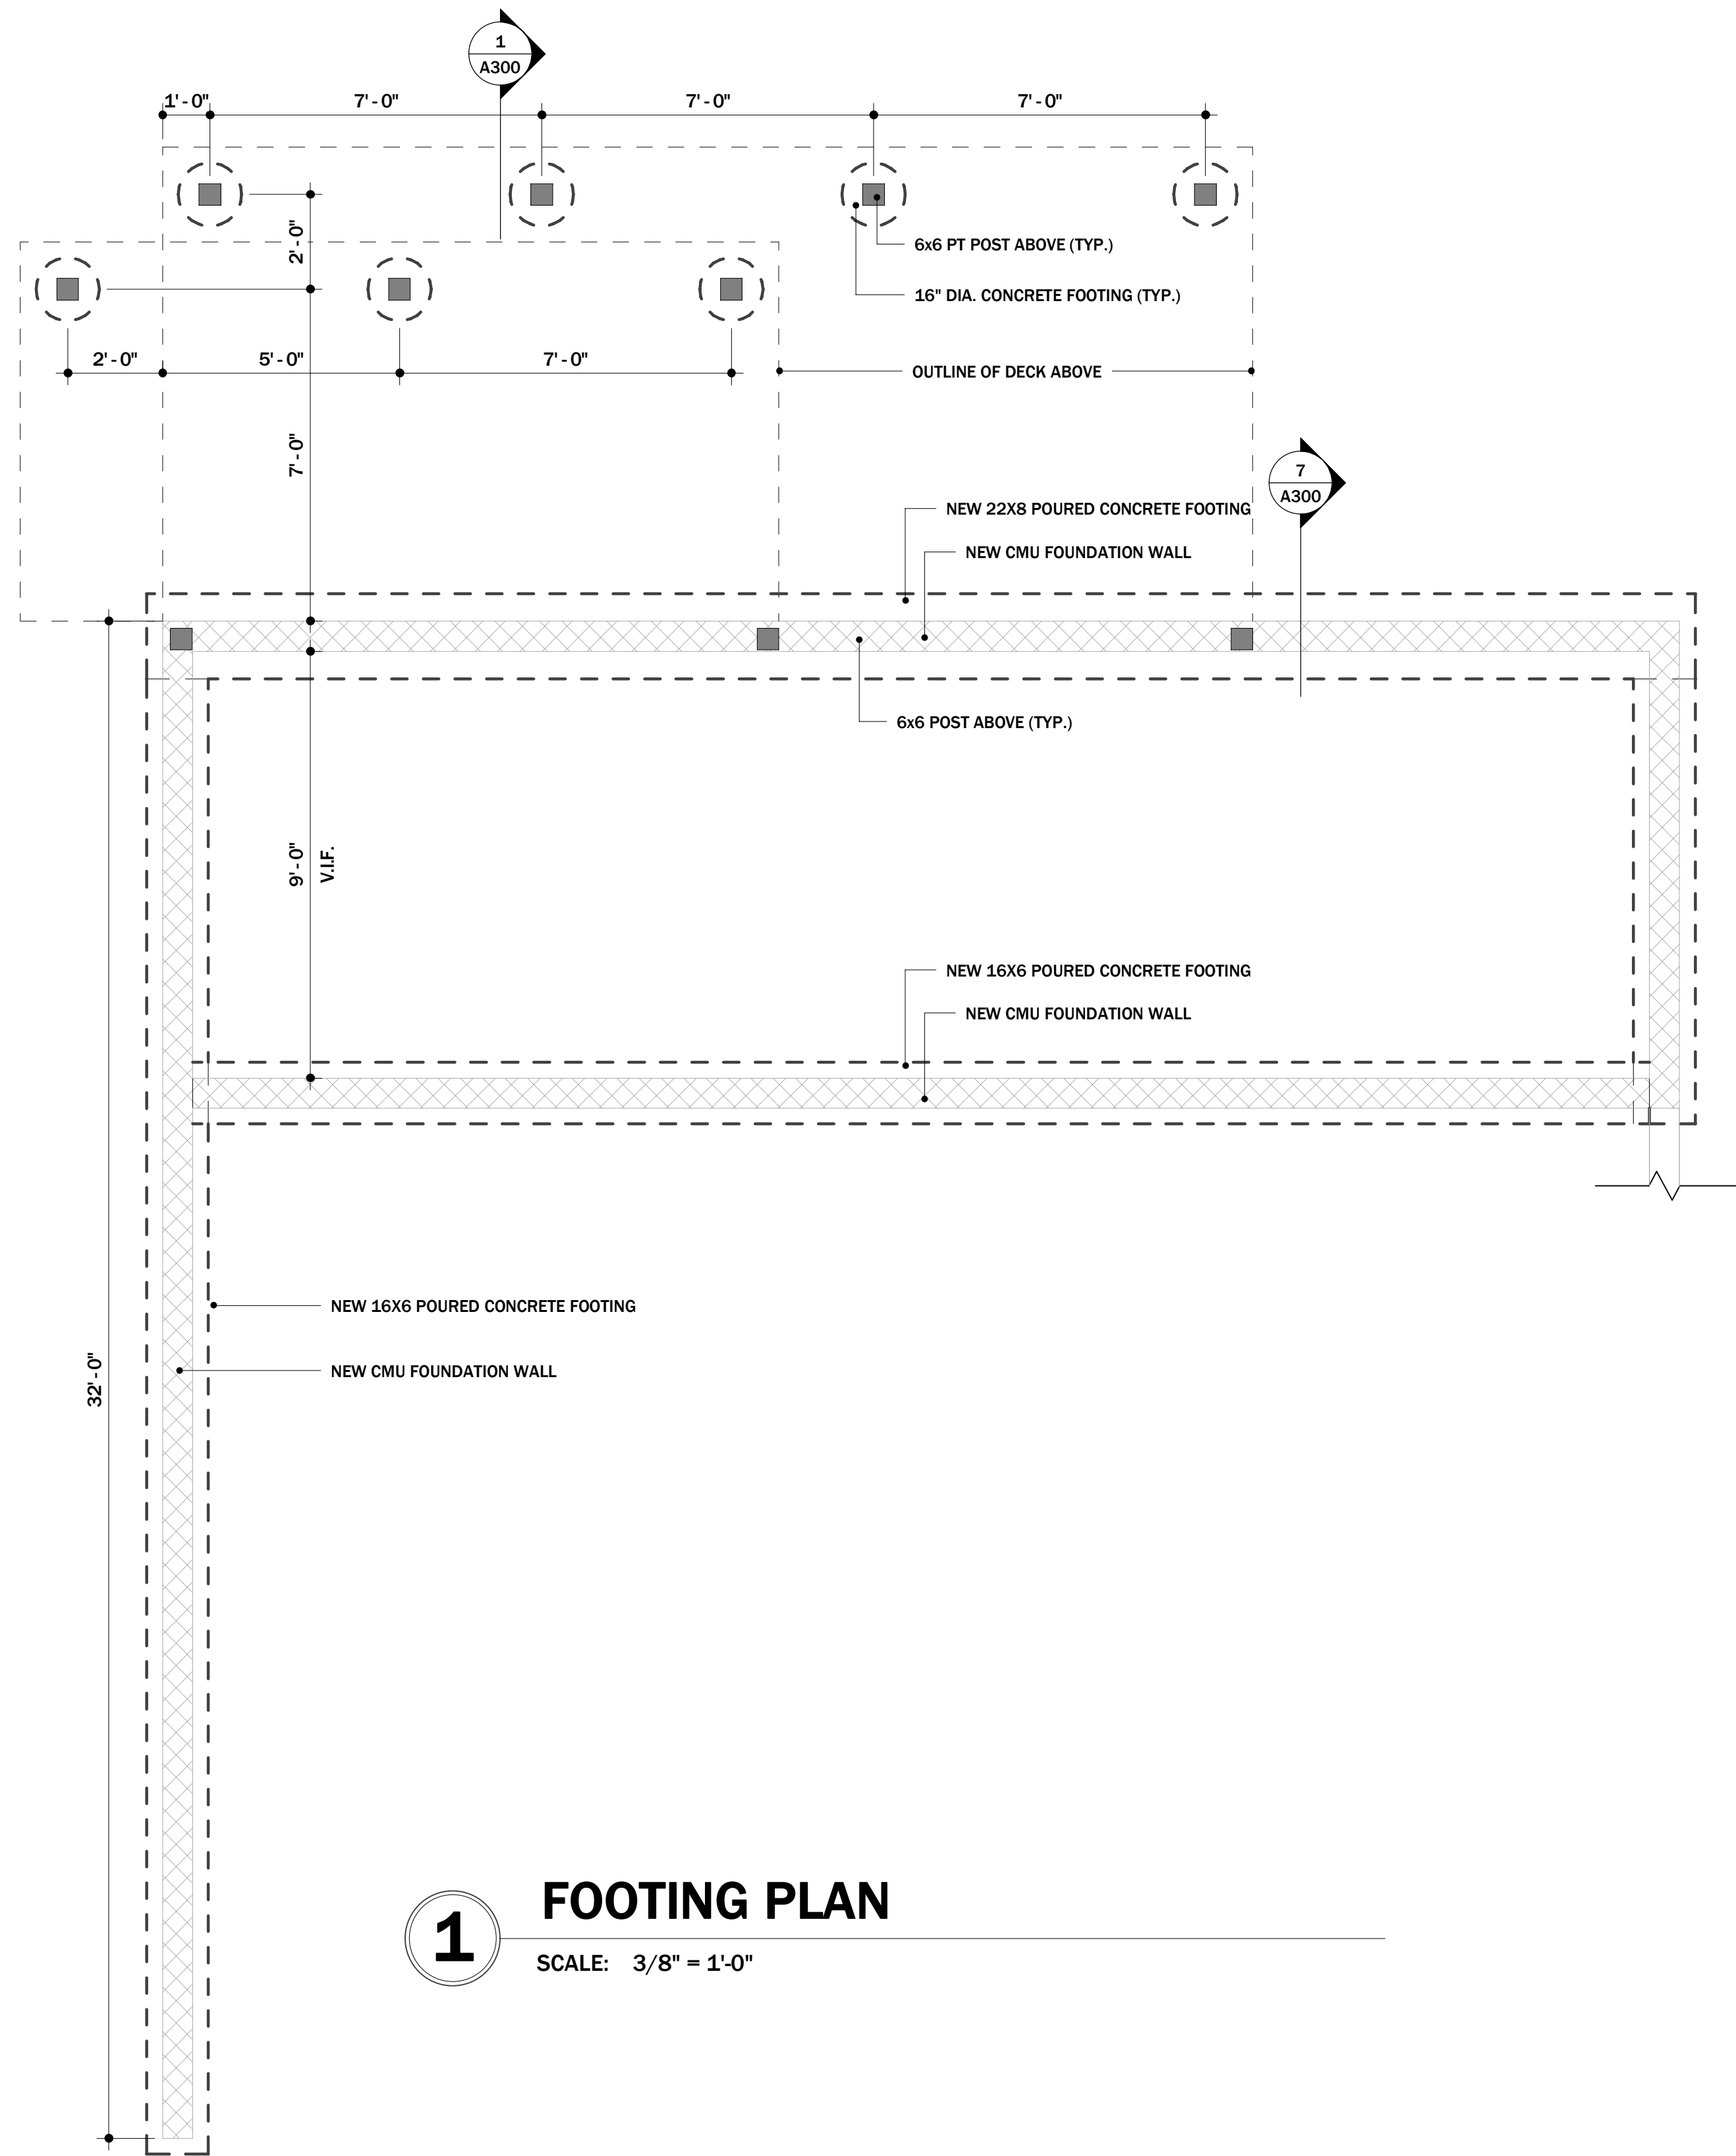 1
A300
1'-0"
7'-0"
7'-0"
7'-0"
2'-0"
6x6 PT POST ABOVE (TYP.)
16" DIA. CONCRETE FOOTING (TYP.)
2'-0"
5'-0"
7'-0"
OUTLINE OF DECK ABOVE
7'-0"
7
A300
NEW 22X8 POURED CONCRETE FOOTING
NEW CMU FOUNDATION WALL
6x6 POST ABOVE (TYP.)
9'-0"
V.I.F.
NEW 16X6 POURED CONCRETE FOOTING
NEW CMU FOUNDATION WALL
NEW 16X6 POURED CONCRETE FOOTING
32'-0"
NEW CMU FOUNDATION WALL
1
FOOTING PLAN
SCALE: 3/8" = 1'-0"